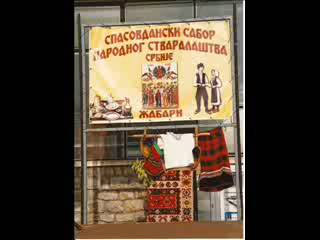 СПАСОВДАНСКИ САБОР
НАРОДНОГ СТВАРАЛАШТВА
СРБИЈЕ
ЖАБАРИ